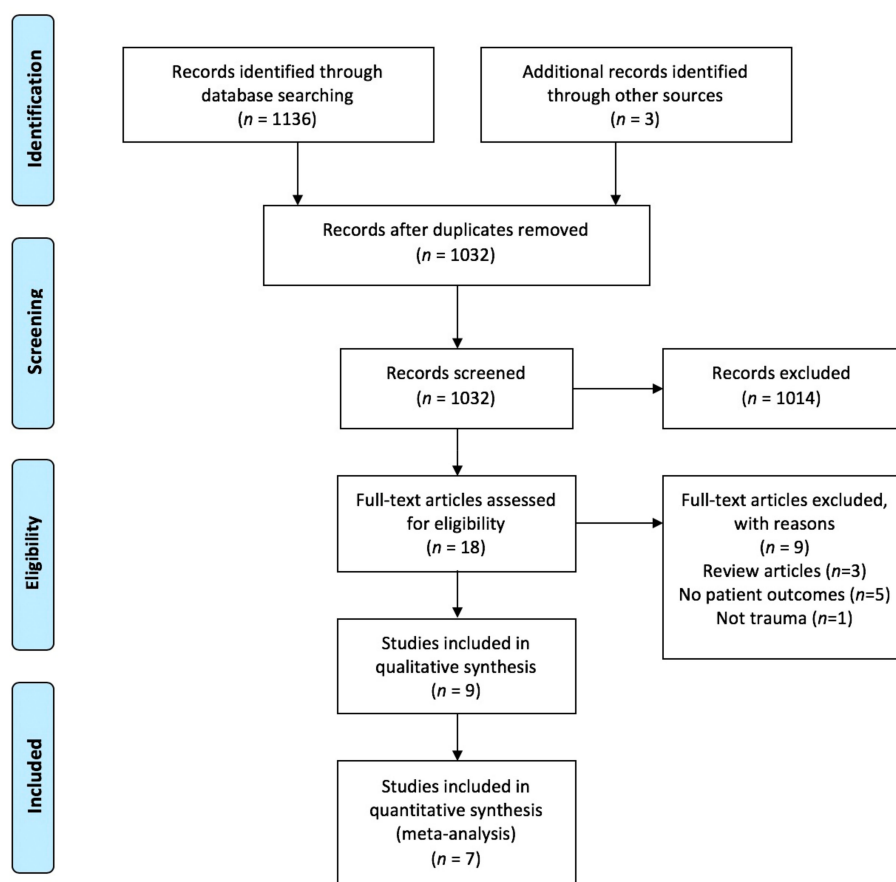 Identification
Records identified through
database searching
(n = 1136)
Additional records identified
through other sources
(n = 3)
Records after duplicates removed
(n = 1032)
Screening
Records screened
(n = 1032)
Records excluded
(n = 1014)
Eligibility
Full-text articles assessed
for eligibility
(n = 18)
Full-text articles excluded,
with reasons
(n = 9)
Review articles (n=3)
No patient outcomes (n=5)
Not trauma (n=1)
Studies included in
qualitative synthesis
(n = 9)
Included
Studies included in
quantitative synthesis
(meta-analysis)
(n = 7)